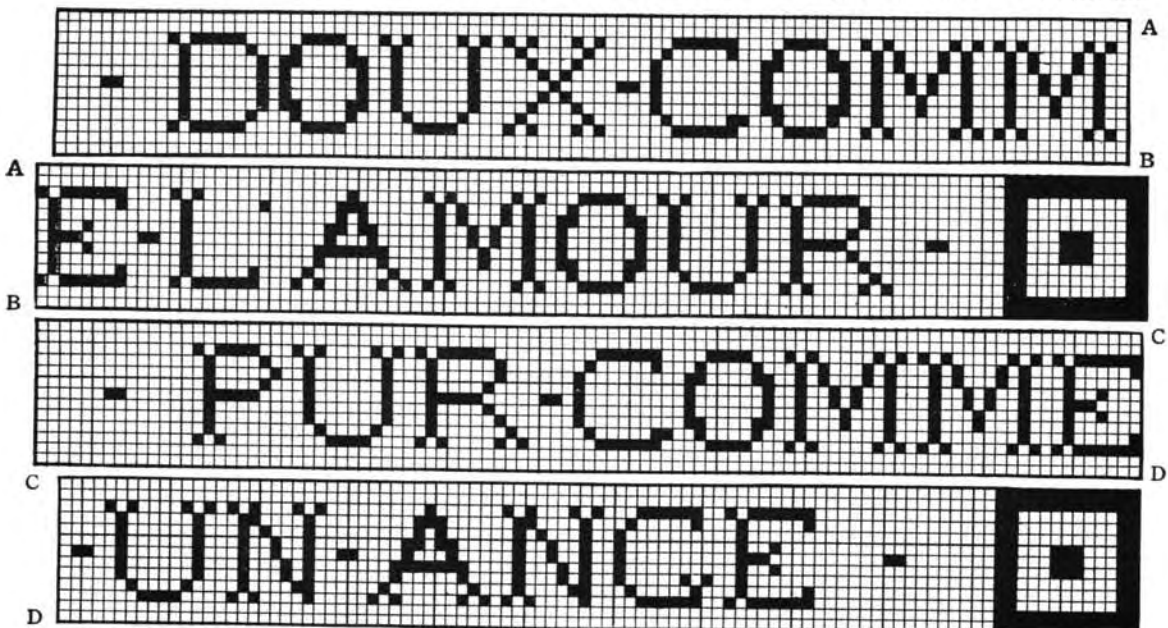 A
- DOUX-COMM
B
A
E-L'AMOUR -
B
C
- PUR-COMME
D
C
-UN-ANGE -
D